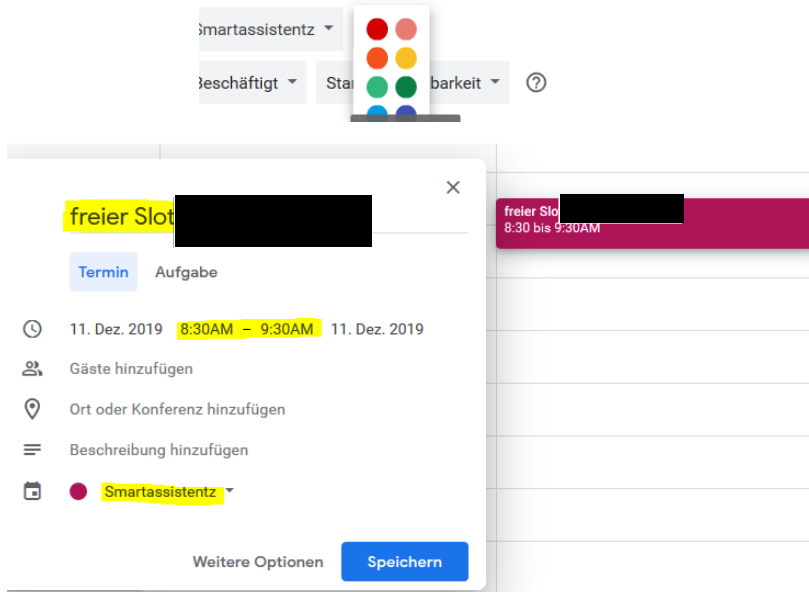 Smartassistentz
Beschäftigt
barkeit
freier Slot
Termin Aufgabe
11. Dez. 2019 8:30AM – 9:30AM 11. Dez. 2019
Gäste hinzufügen
Ort oder Konferenz hinzufügen
Beschreibung hinzufügen
Smartassistentz
Weitere Optionen Speichern
freier Slo
8:30 bis 9:30AM